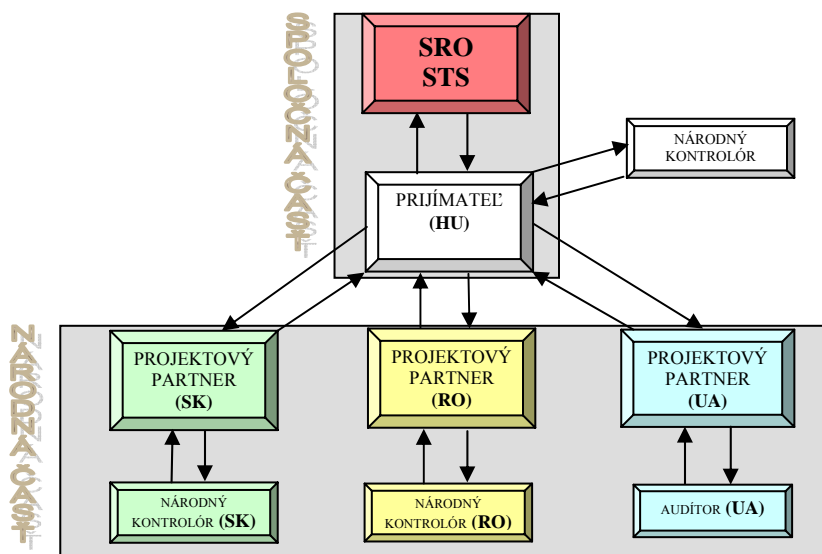 SPOLOČNÁ ČASŤ
SRO
STS
NÁRODNÝ
KONTROLÓR
PRIJÍMATEĽ
(HU)
NÁRODNÁ ČASŤ
PROJEKTOVÝ
PARTNER
(SK)
PROJEKTOVÝ
PARTNER
(RO)
PROJEKTOVÝ
PARTNER
(UA)
NÁRODNÝ
KONTROLÓR (SK)
NÁRODNÝ
KONTROLÓR (RO)
AUDÍTOR (UA)